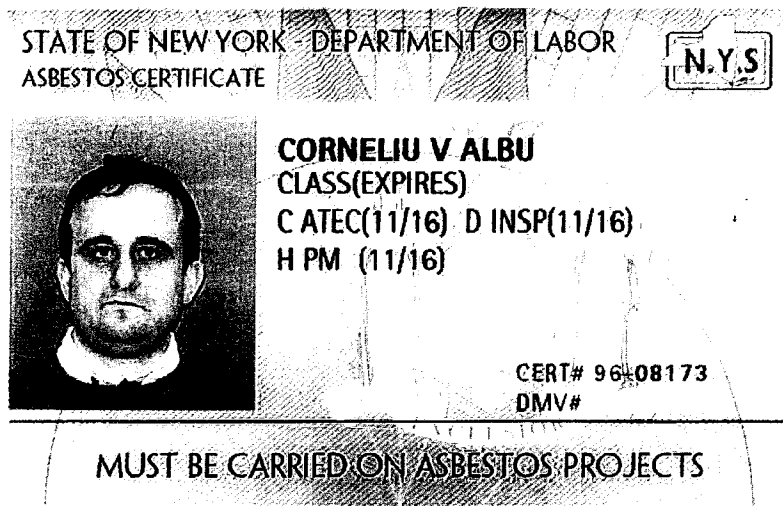 STATE OF NEW YORK - DEPARTMENT OF LABOR
ASBESTOS CERTIFICATE
N.Y.S
CORNELIU V ALBU
CLASS(EXPIRES)
C ATEC(11/16) D INSP(11/16)
H PM (11/16)
CERT# 96-08173
DMV#
MUST BE CARRIED ON ASBESTOS PROJECTS